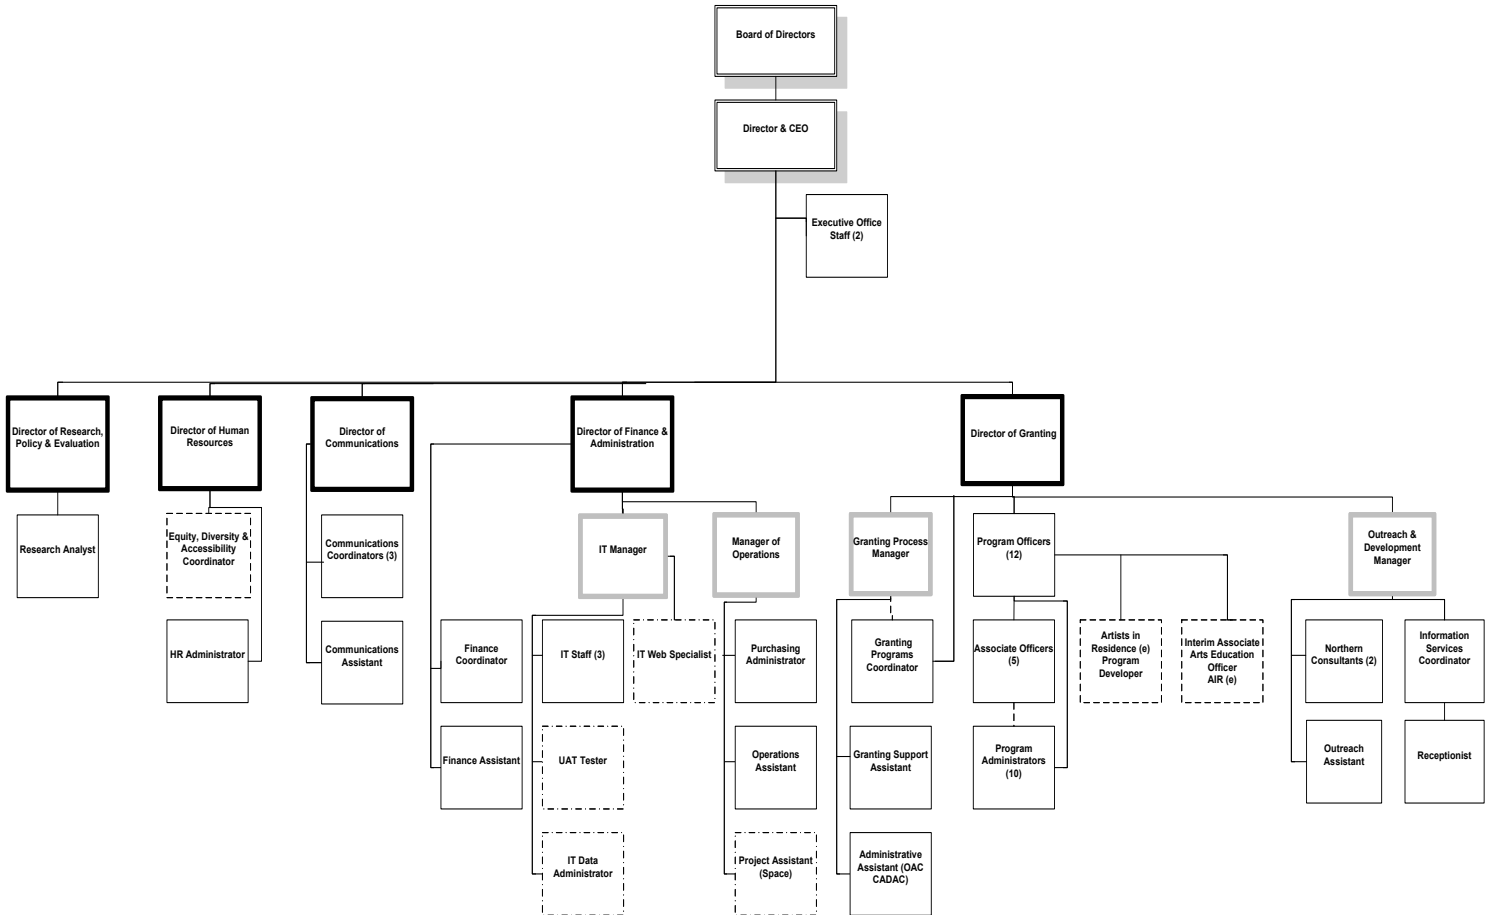 Board of Directors
Director & CEO
Executive Office
Staff (2)
Director of Research,
Policy & Evaluation
Director of Human
Resources
Director of
Communications
Director of Finance &
Administration
Director of Granting
Research Analyst
Equity, Diversity &
Accessibility
Coordinator
Communications
Coordinators (3)
IT Manager
Manager of
Operations
Granting Process
Manager
Program Officers
(12)
Outreach &
Development
Manager
HR Administrator
Communications
Assistant
Finance
Coordinator
IT Staff (3)
IT Web Specialist
Purchasing
Administrator
Granting
Programs
Coordinator
Associate Officers
(5)
Artists in
Residence (e)
Program
Developer
Interim Associate
Arts Education
Officer
AIR (e)
Northern
Consultants (2)
Information
Services
Coordinator
Finance Assistant
UAT Tester
Operations
Assistant
Granting Support
Assistant
Program
Administrators
(10)
Outreach
Assistant
Receptionist
IT Data
Administrator
Project Assistant
(Space)
Administrative
Assistant (OAC
CADAC)